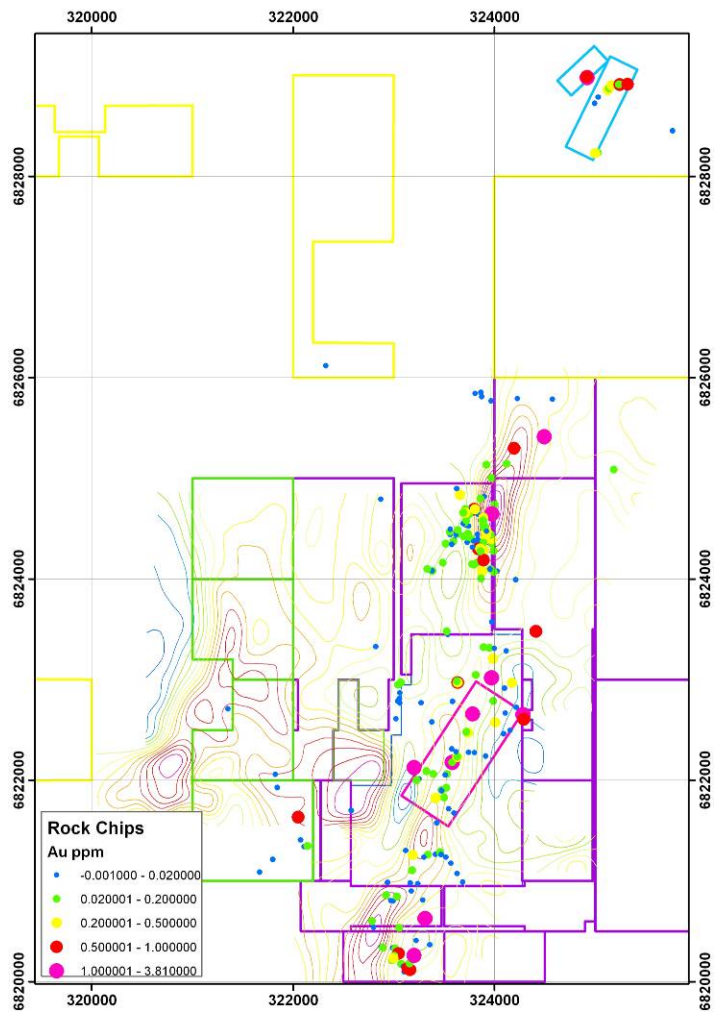 320000 322000 324000
6828000 6828000
6826000 6826000
6824000 6824000
6822000 6822000
6820000 6820000
Rock Chips
Au ppm
-0.001000 - 0.020000
0.020001 - 0.200000
0.200001 - 0.500000
0.500001 - 1.000000
1.000001 - 3.810000
320000 322000 324000